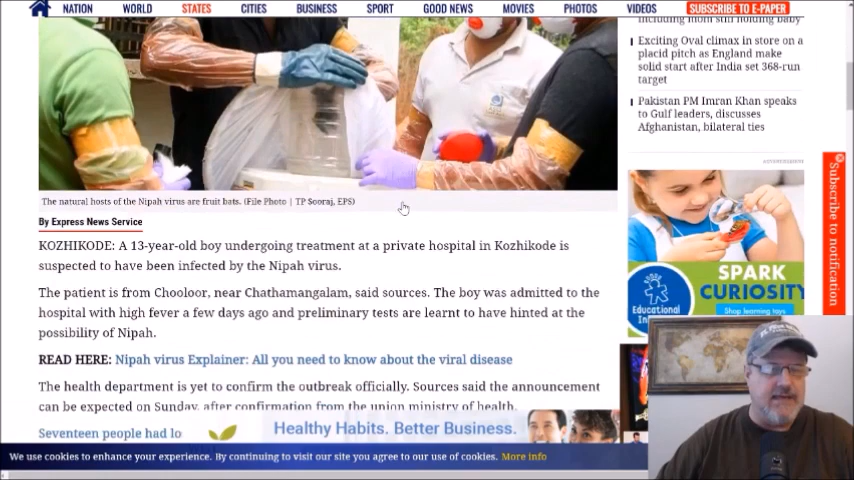 NATION WORLD STATES CITIES BUSINESS SPORT GOOD NEWS MOVIES PHOTOS VIDEOS SUBSCRIBE TO E-PAPER
The natural hosts of the Nipah virus are fruit bats. (File Photo | TP Sooraj, EPS)
By Express News Service
KOZHIKODE: A 13-year-old boy undergoing treatment at a private hospital in Kozhikode is
suspected to have been infected by the Nipah virus.
The patient is from Chooloor, near Chathamangalam, said sources. The boy was admitted to the
hospital with high fever a few days ago and preliminary tests are learnt to have hinted at the
possibility of Nipah.
READ HERE: Nipah virus Explainer: All you need to know about the viral disease
The health department is yet to confirm the outbreak officially. Sources said the announcement
can be expected on Sunday, after confirmation from the union ministry of health.
Seventeen people had lo
Healthy Habits. Better Business.
We use cookies to enhance your experience. By continuing to visit our site you agree to our use of cookies. More info
including mom still holding baby
Exciting Oval climax in store on a
placid pitch as England make
solid start after India set 368-run
target
Pakistan PM Imran Khan speaks
to Gulf leaders, discusses
Afghanistan, bilateral ties
ADVERTISEMENT
SPARK
CURIOSITY
Shop learning toys
Educational
Subscribe to notification